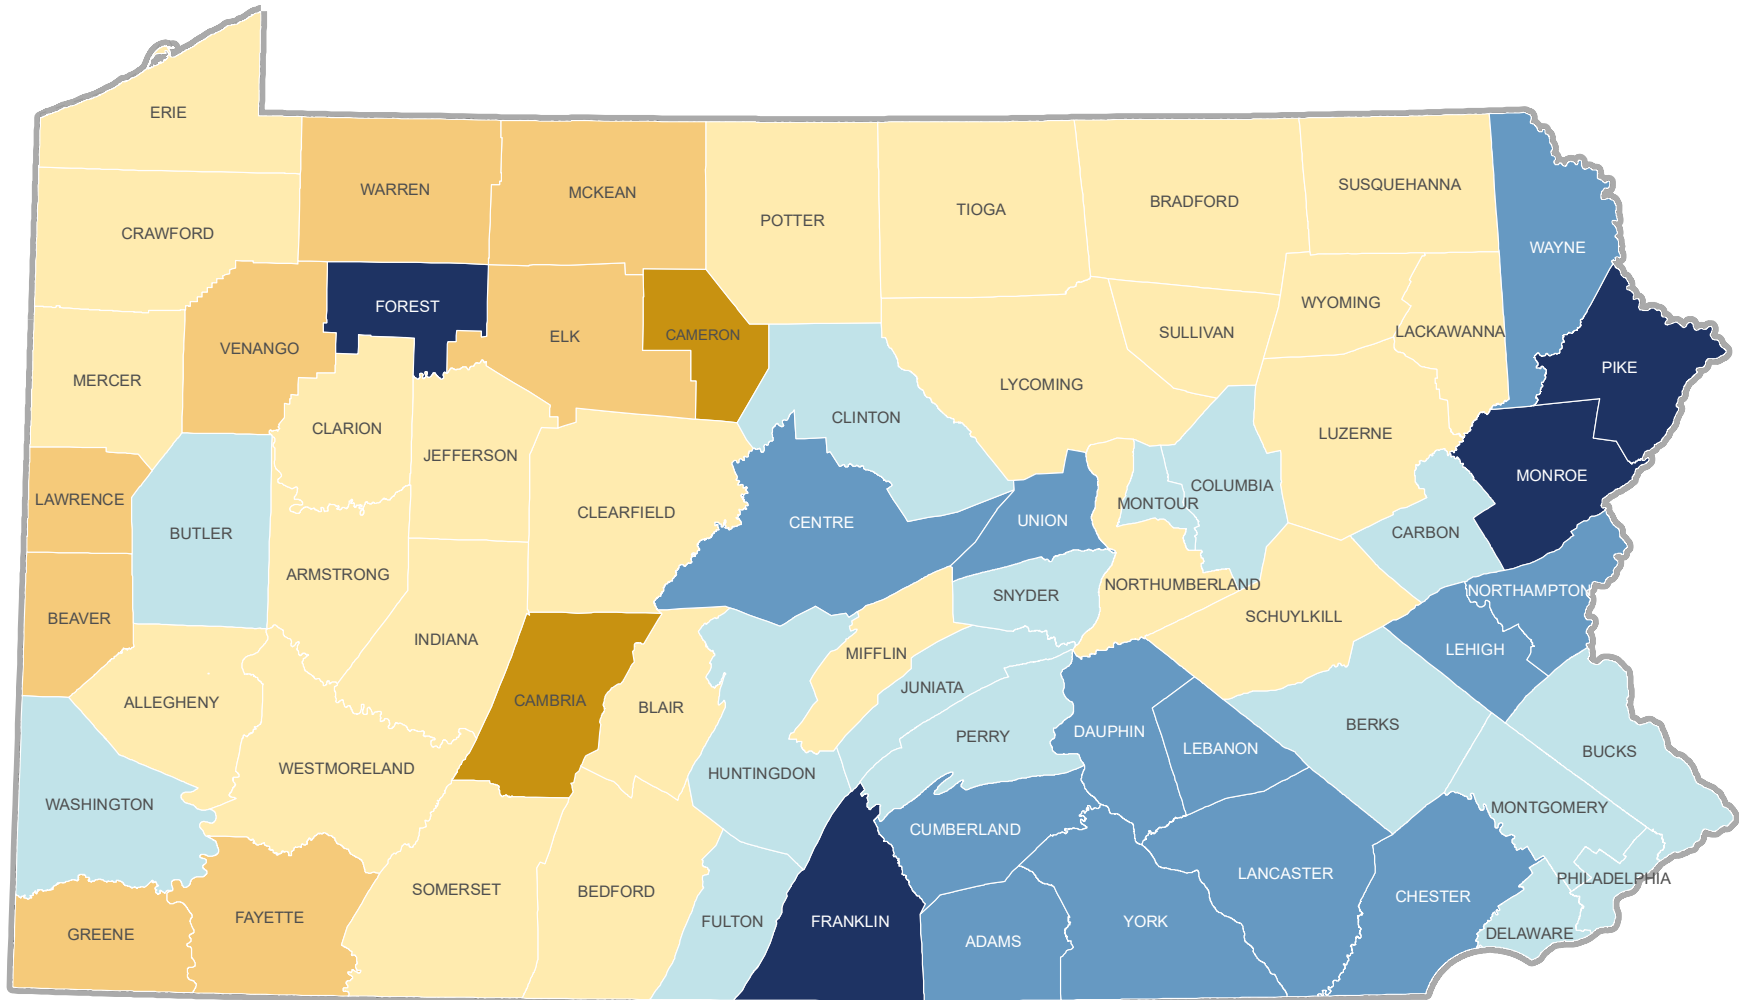 ERIE
WARREN
MCKEAN
SUSQUEHANNA
BRADFORD
TIOGA
POTTER
CRAWFORD
WAYNE
WYOMING
FOREST
LACKAWANNA
SULLIVAN
CAMERON
ELK
VENANGO
PIKE
MERCER
LYCOMING
CLINTON
CLARION
LUZERNE
JEFFERSON
MONROE
COLUMBIA
LAWRENCE
MONTOUR
CLEARFIELD
UNION
CENTRE
BUTLER
CARBON
ARMSTRONG
NORTHUMBERLAND
NORTHAMPTON
SNYDER
SCHUYLKILL
BEAVER
INDIANA
LEHIGH
MIFFLIN
JUNIATA
CAMBRIA
ALLEGHENY
BLAIR
BERKS
DAUPHIN
PERRY
LEBANON
BUCKS
WESTMORELAND
HUNTINGDON
WASHINGTON
MONTGOMERY
CUMBERLAND
LANCASTER
PHILADELPHIA
SOMERSET
BEDFORD
CHESTER
FAYETTE
FULTON
FRANKLIN
YORK
GREENE
DELAWARE
ADAMS